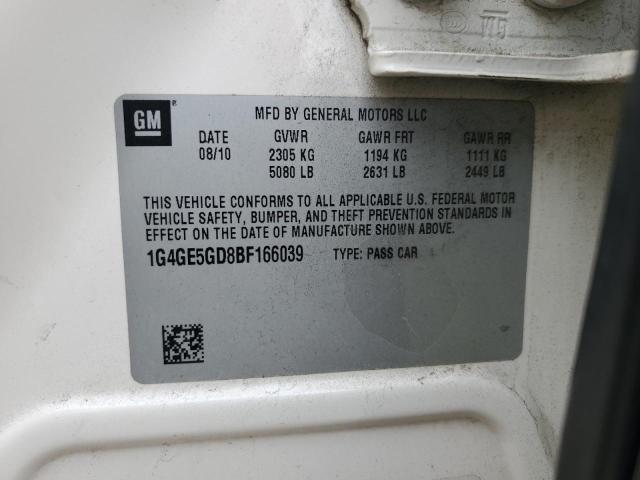 GM
MFD BY GENERAL MOTORS LLC
DATE GVWR GAWR FRT GAWR RR
08/10 2305 KG 1194 KG 1111 KG
5080 LB 2631 LB 2449 LB
THIS VEHICLE CONFORMS TO ALL APPLICABLE U.S. FEDERAL MOTOR
VEHICLE SAFETY, BUMPER, AND THEFT PREVENTION STANDARDS IN
EFFECT ON THE DATE OF MANUFACTURE SHOWN ABOVE.
1G4GE5GD8BF166039 TYPE: PASS CAR